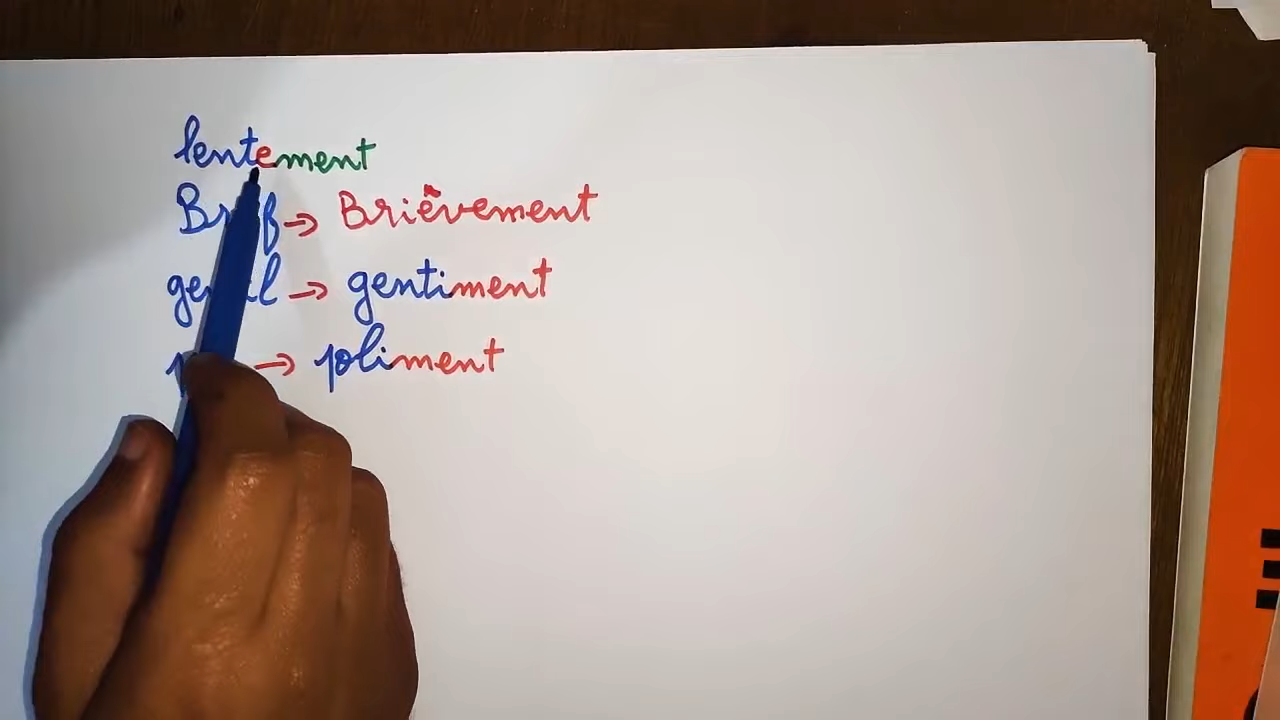 lentement
→ Brièvement
→ gentiment
→ poliment